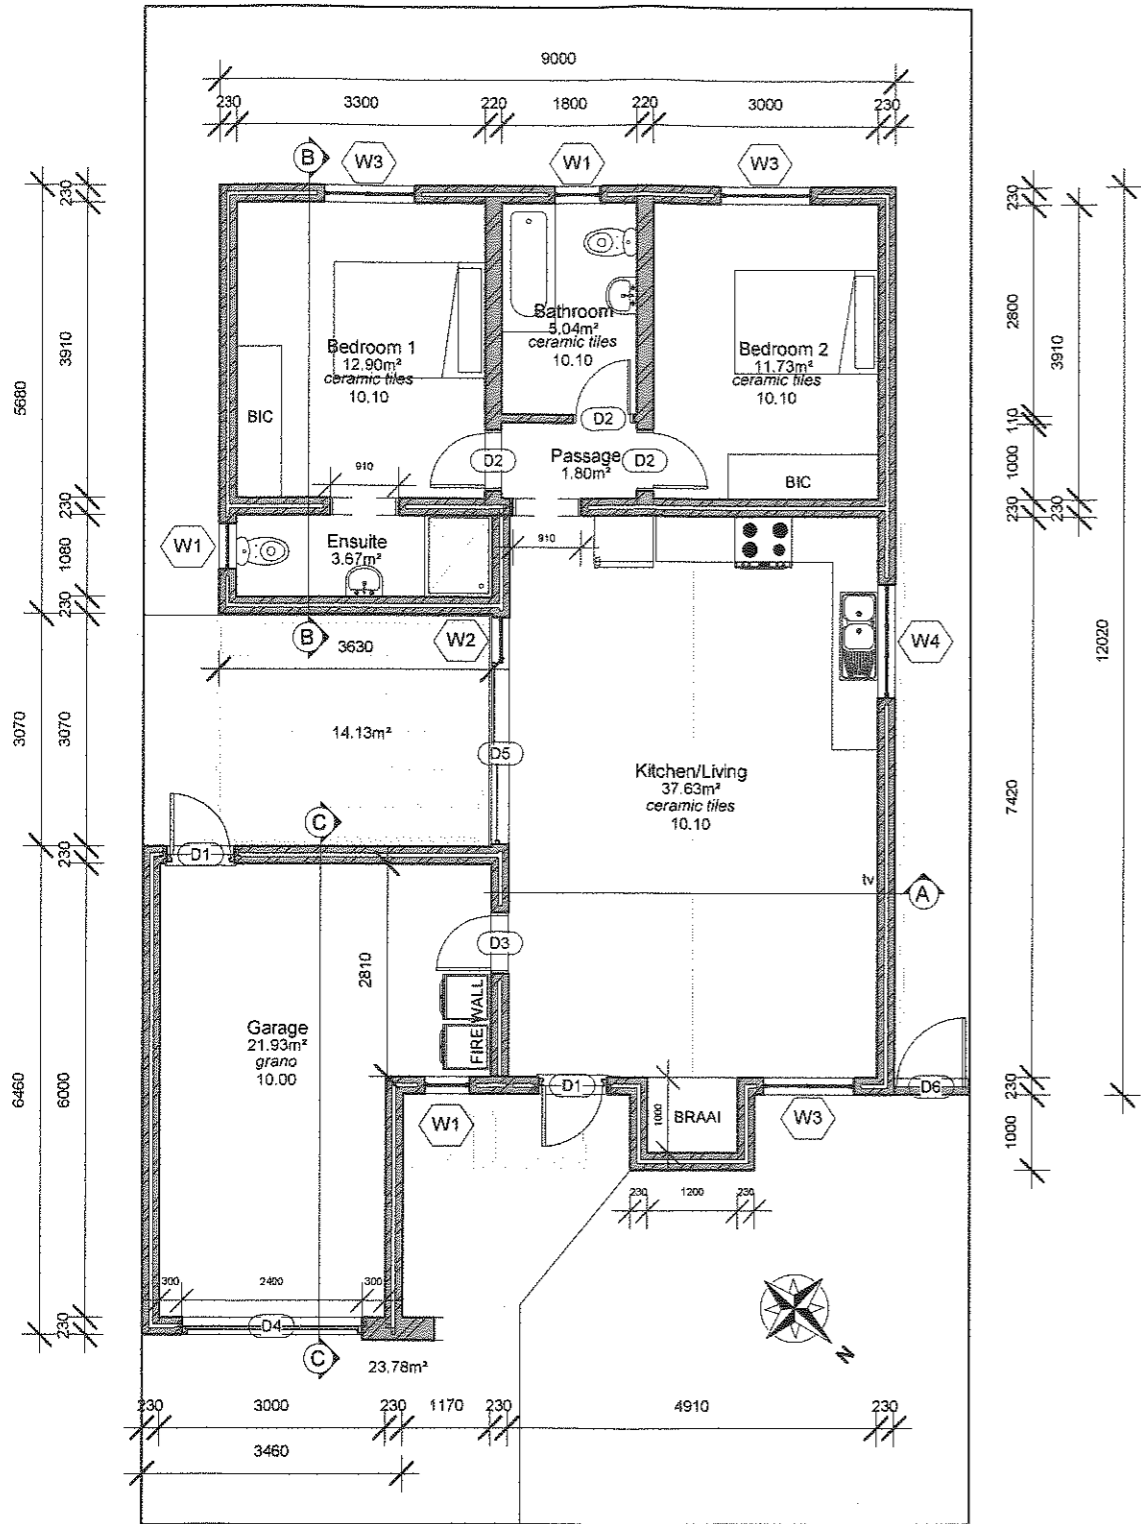 9000
230 3300 220 1800 220 3000 230
B W3 W1 W3
230
3910
5680
230
1080
230
3070
3070
230
6460
6000
230
230
2800
3910
110
1000
230
230
12020
7420
230
1000
Bedroom 1
12.90m²
ceramic tiles
10.10
BIC
Bathroom
5.04m²
ceramic tiles
10.10
Bedroom 2
11.73m²
ceramic tiles
10.10
BIC
D2
D2
D2
Passage
1.80m²
910
910
W1
Ensuite
3.67m²
B
3630
W2
W4
14.13m²
D5
Kitchen/Living
37.63m²
ceramic tiles
10.10
C
D1
tv
A
D3
2810
FIRE WALL
Garage
21.93m²
grano
10.00
W1
D1
1000
BRAAI
W3
D6
230 1200 230
300 2400 300
D4
C
23.78m²
N
230 3000 230 1170 230 4910 230
3460